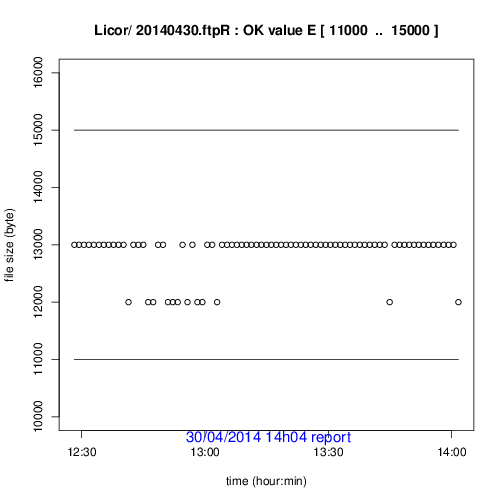 Licor/ 20140430.ftpR : OK value E [ 11000 .. 15000 ]
file size (byte)
16000
15000
14000
13000
12000
11000
10000
30/04/2014 14h04 report
12:30 13:00 13:30 14:00
time (hour:min)